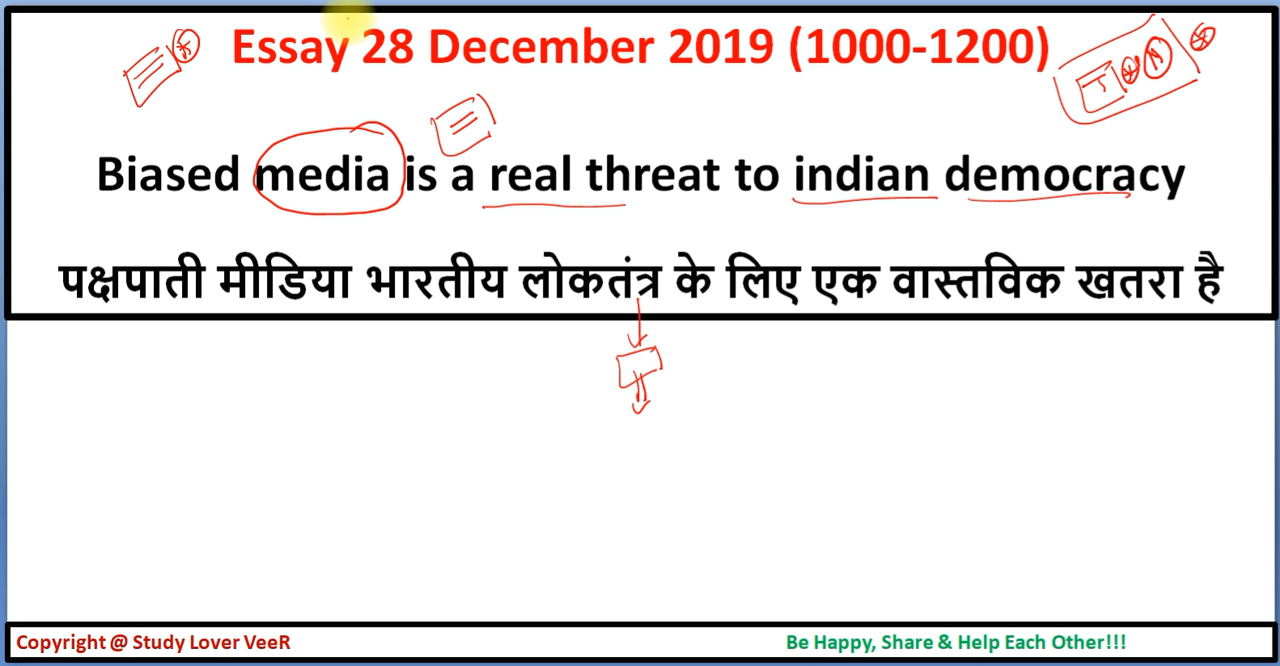 Essay 28 December 2019 (1000-1200)
Biased media is a real threat to indian democracy
पक्षपाती मीडिया भारतीय लोकतंत्र के लिए एक वास्तविक खतरा है
Copyright @ Study Lover VeeR
Be Happy, Share & Help Each Other!!!